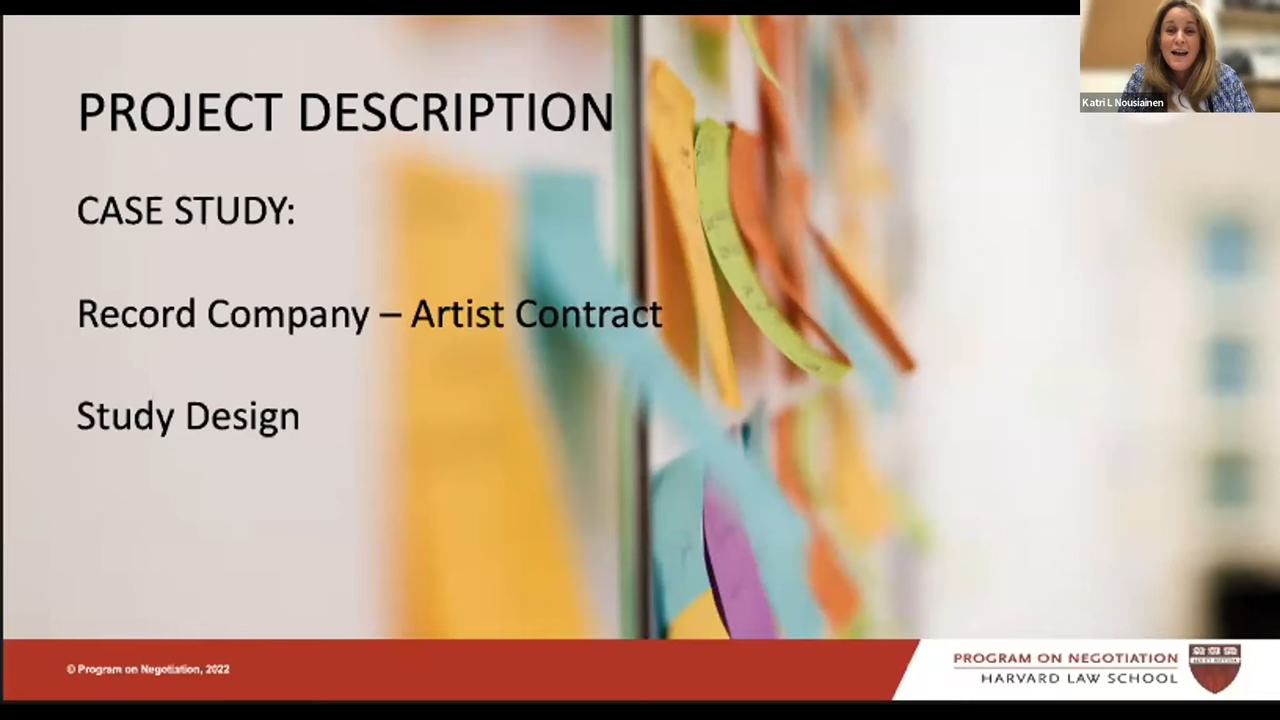 Katri L Nousiainen
PROJECT DESCRIPTION
CASE STUDY:
Record Company – Artist Contract
Study Design
© Program on Negotiation, 2022
PROGRAM ON NEGOTIATION
HARVARD LAW SCHOOL